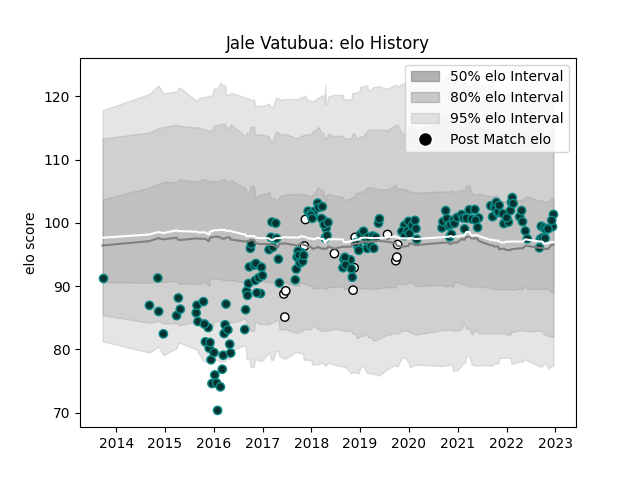 Jale Vatubua: elo History
50% elo Interval
80% elo Interval
95% elo Interval
Post Match elo
elo score
120
110
100
90
80
70
2014 2015 2016 2017 2018 2019 2020 2021 2022 2023